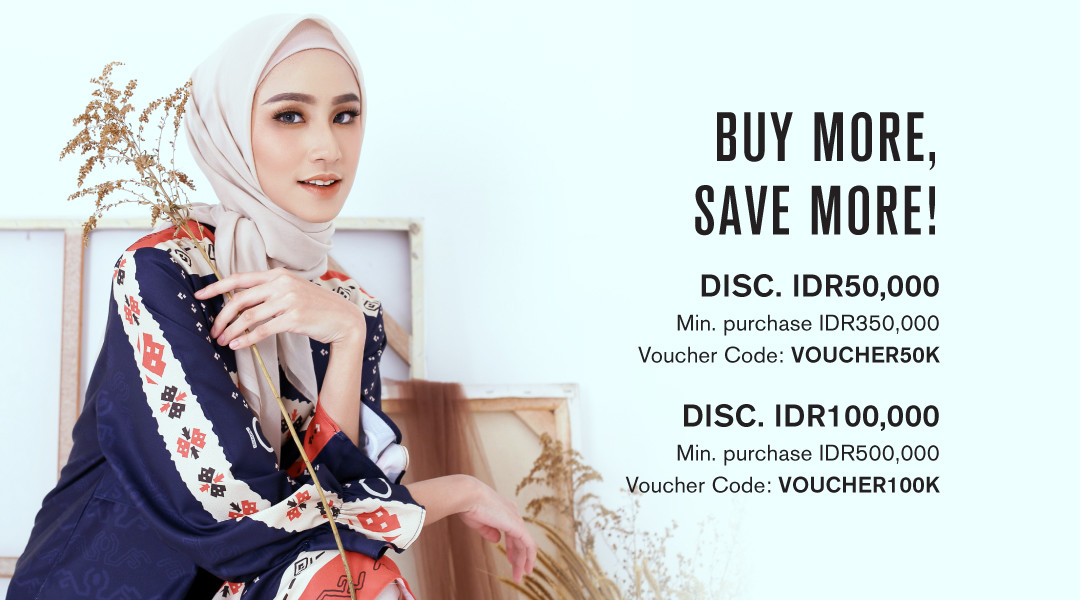 BUY MORE,
SAVE MORE!
DISC. IDR50,000
Min. purchase IDR350,000
Voucher Code: VOUCHER50K
DISC. IDR100,000
Min. purchase IDR500,000
Voucher Code: VOUCHER100K